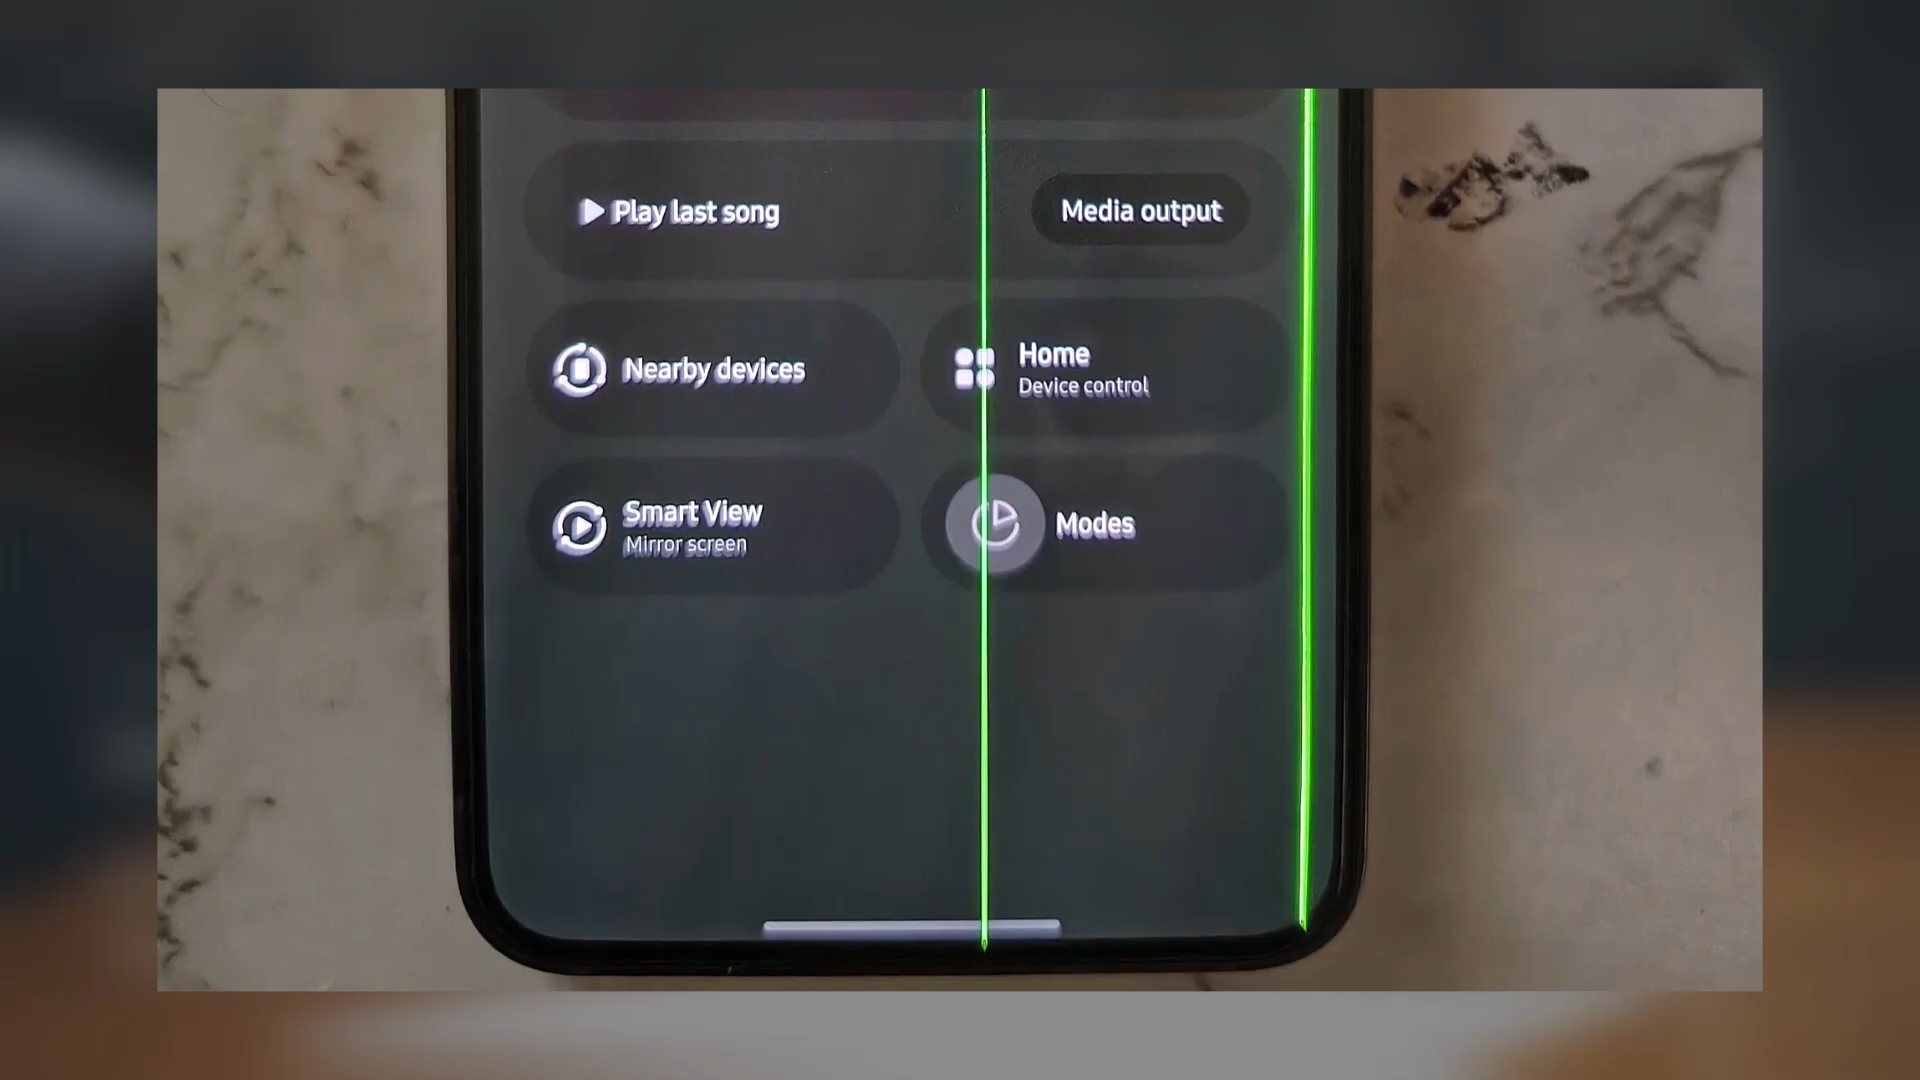 Play last song
Media output
Nearby devices
Home
Device control
Smart View
Mirror screen
Modes